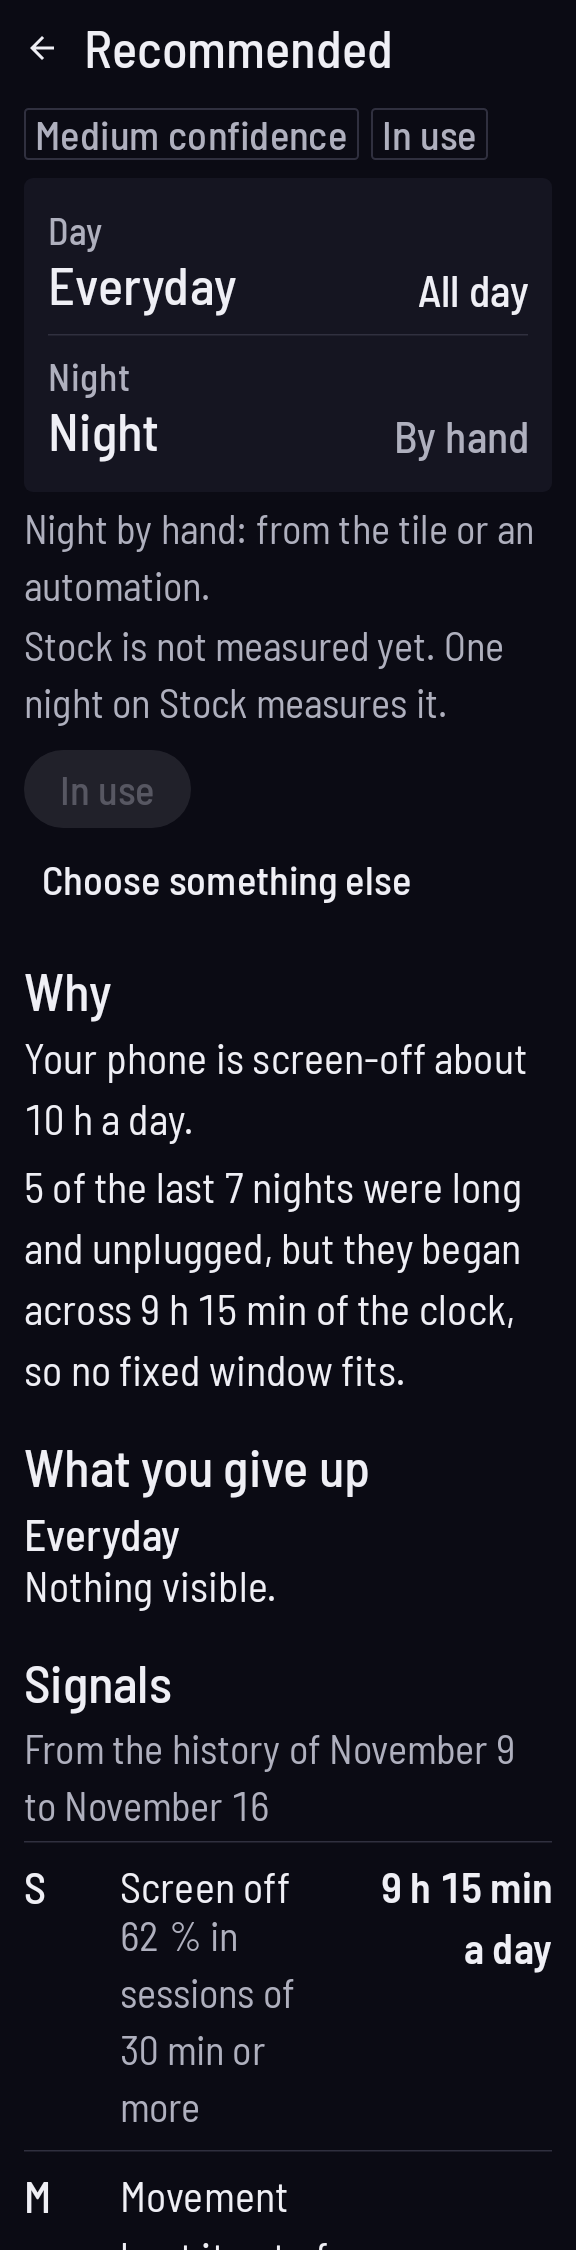 Recommended
Medium confidence In use
Day
Everyday All day
Night
Night By hand
Night by hand: from the tile or an
automation.
Stock is not measured yet. One
night on Stock measures it.
In use
Choose something else
Why
Your phone is screen-off about
10 h a day.
5 of the last 7 nights were long
and unplugged, but they began
across 9 h 15 min of the clock,
so no fixed window fits.
What you give up
Everyday
Nothing visible.
Signals
From the history of November 9
to November 16
S Screen off 9 h 15 min
62 % in a day
sessions of
30 min or
more
M Movement